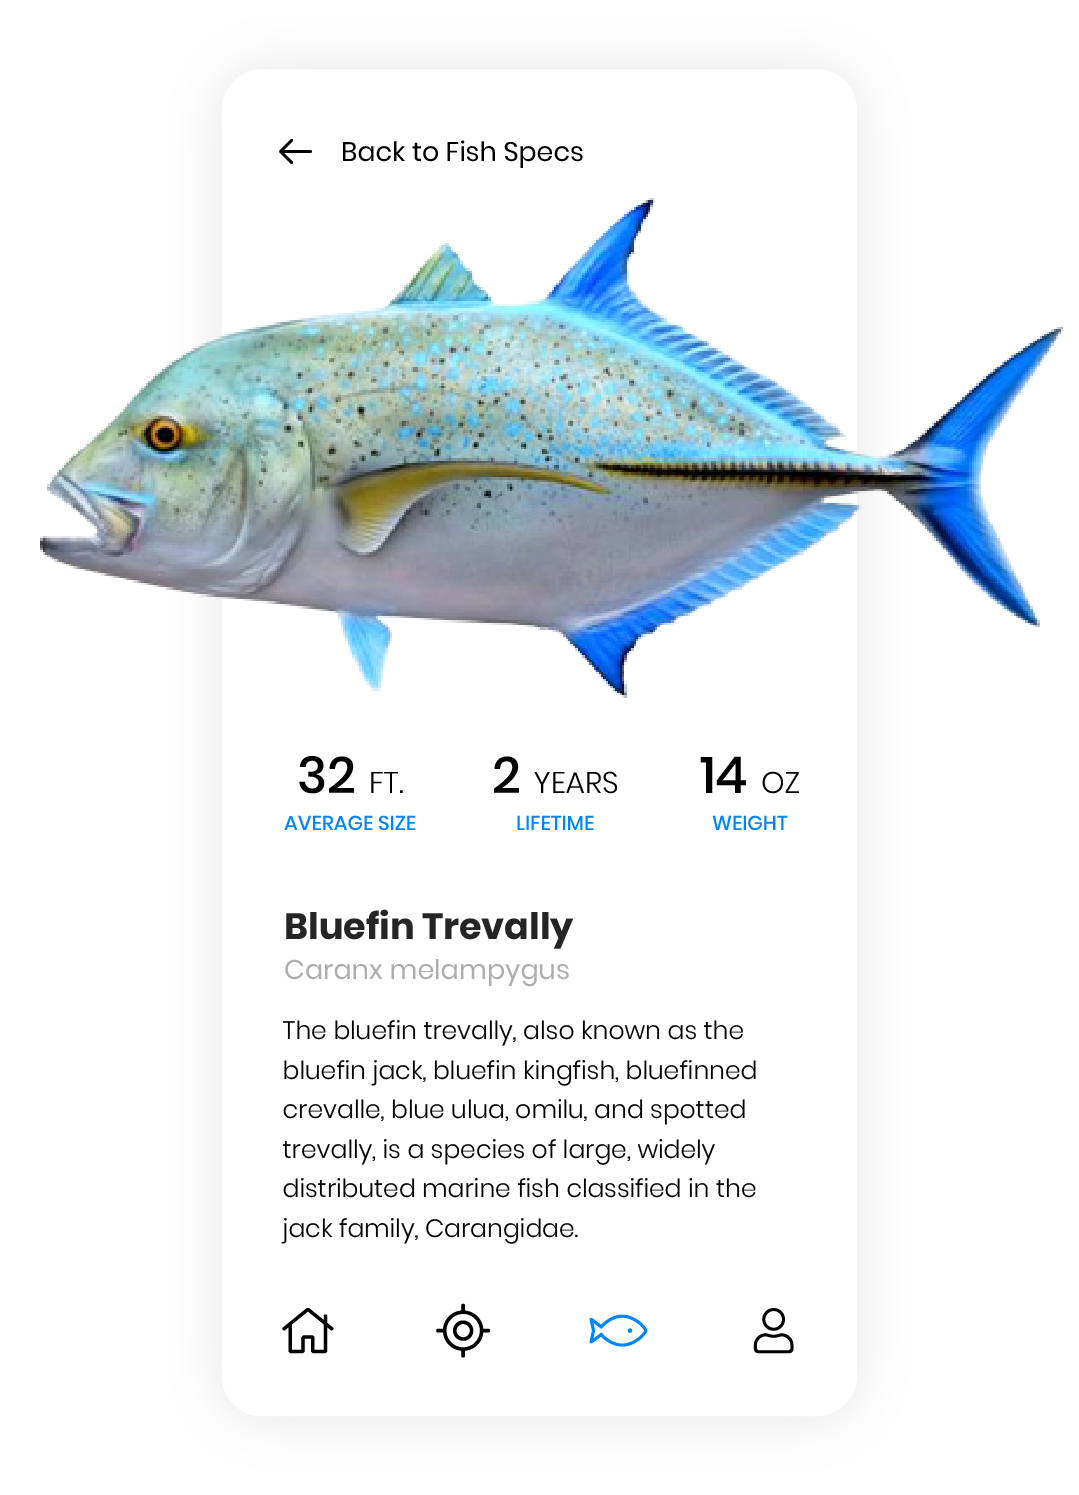 Back to Fish Specs
32 FT. 2 YEARS 14 OZ
AVERAGE SIZE LIFETIME WEIGHT
Bluefin Trevally
Caranx melampygus
The bluefin trevally, also known as the
bluefin jack, bluefin kingfish, bluefinned
crevalle, blue ulua, omilu, and spotted
trevally, is a species of large, widely
distributed marine fish classified in the
jack family, Carangidae.